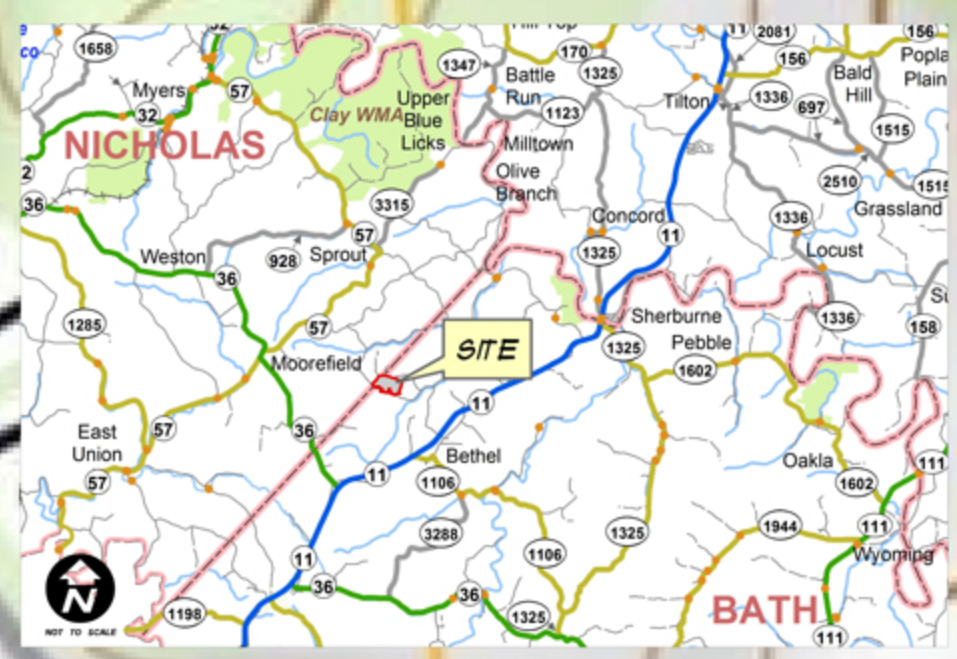 1658
32
1347
170
1325
11
2081
156
156
Popla
Plain
Battle
Run
Bald
Hill
Myers
57
Tilton
1336
697
32
Clay WMA
Upper
Blue
Licks
1123
1515
NICHOLAS
Milltown
2510
1515
Olive
Branch
36
3315
Grassland
Concord
1336
57
11
Weston
928
Sprout
1325
Locust
36
1285
57
Sherburne
1336
158
SITE
1325
Pebble
Moorefield
1602
57
36
11
East
Union
Bethel
Oakla
111
57
11
1106
1602
3288
1325
1944
111
1106
Wyoming
11
36
36
N
NOT TO SCALE
1198
1325
BATH
111